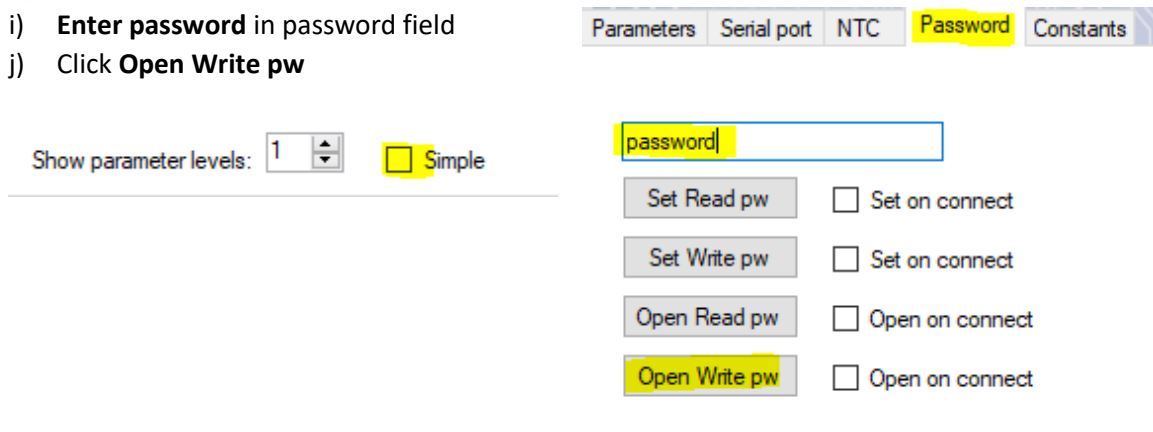 i) Enter password in password field
j) Click Open Write pw
Parameters Serial port NTC Password Constants
Show parameter levels: 1 Simple
password
Set Read pw Set on connect
Set Write pw Set on connect
Open Read pw Open on connect
Open Write pw Open on connect